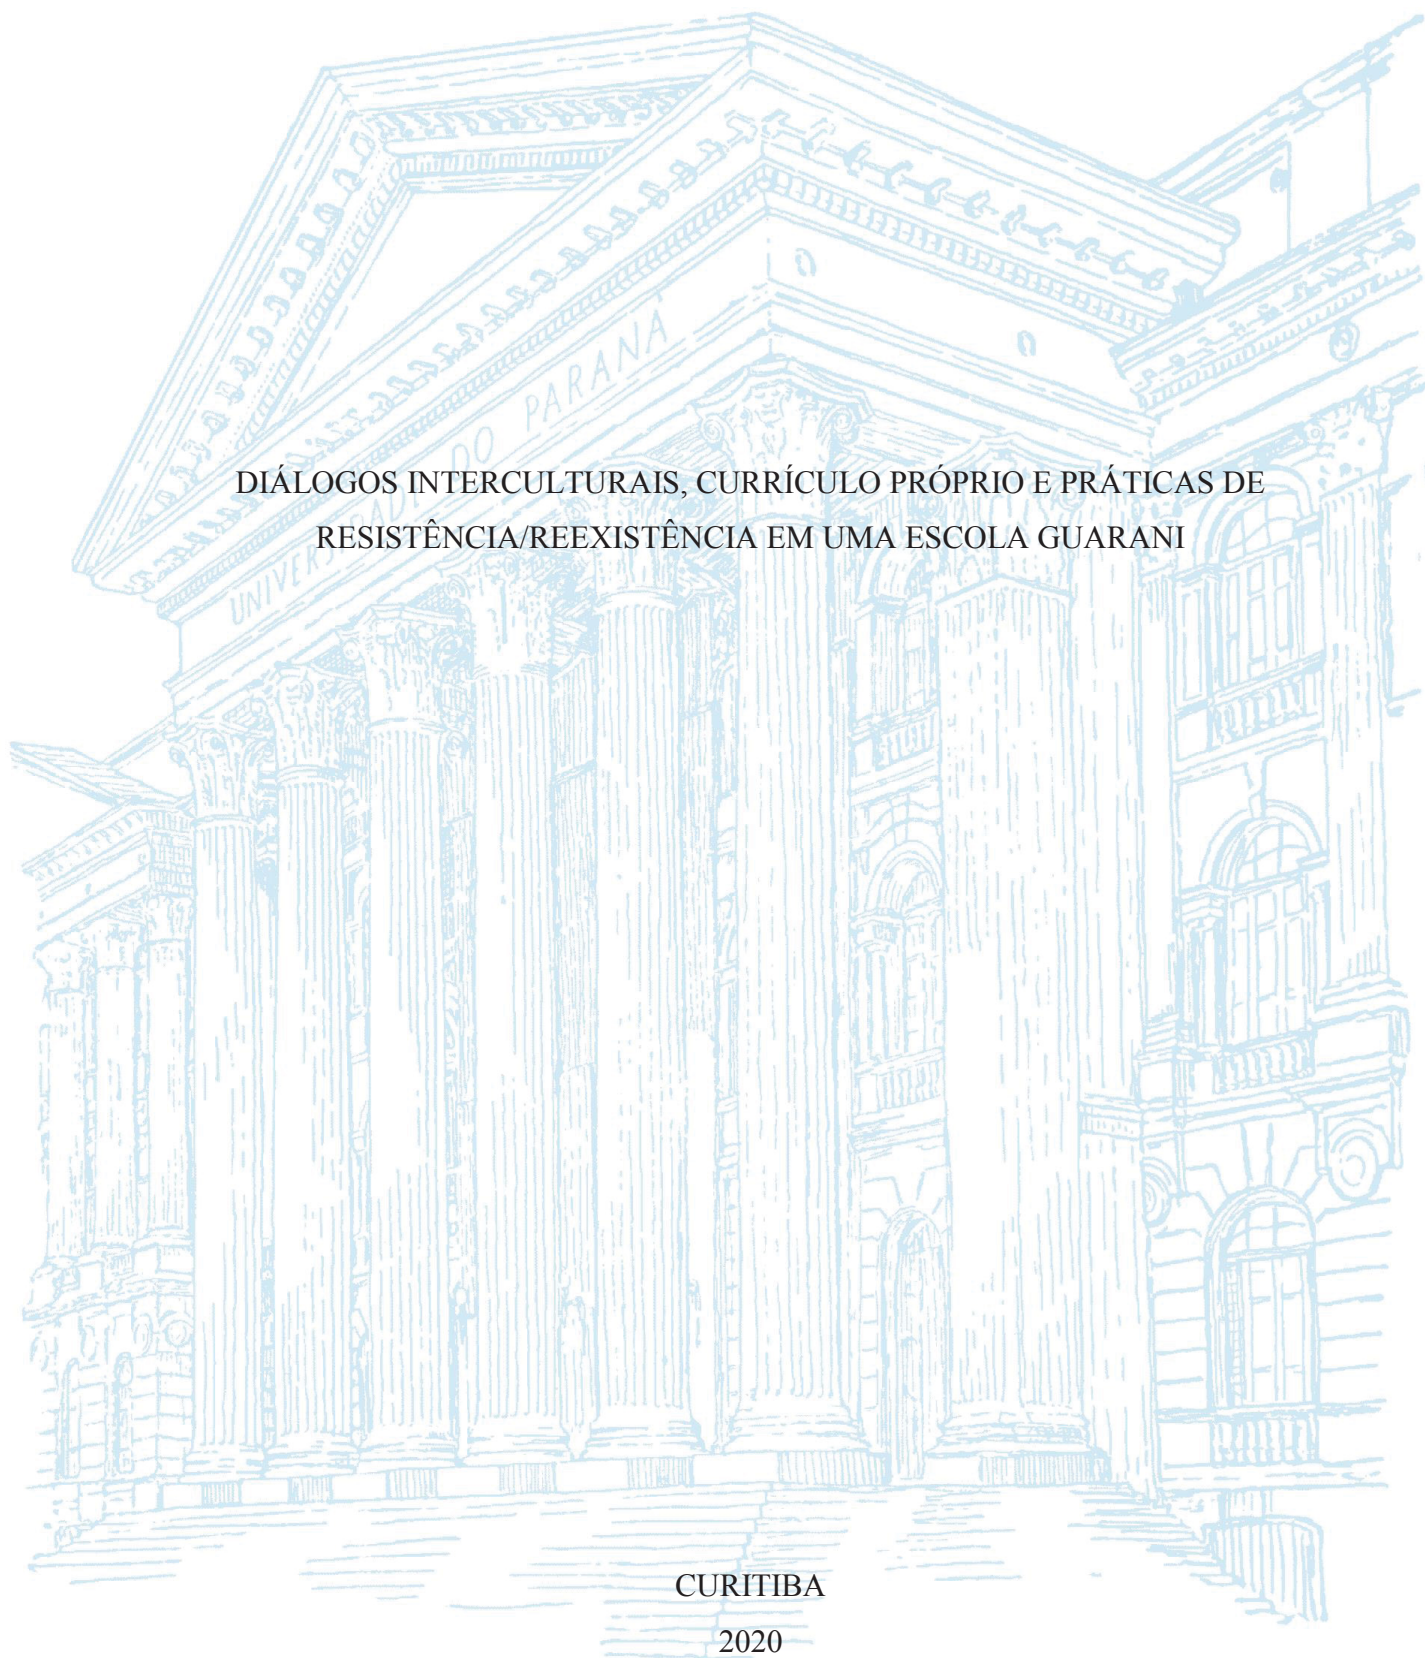 UNIVERSIDADE DO PARANÁ
DIÁLOGOS INTERCULTURAIS, CURRÍCULO PRÓPRIO E PRÁTICAS DE
RESISTÊNCIA/REEXISTÊNCIA EM UMA ESCOLA GUARANI
CURITIBA
2020